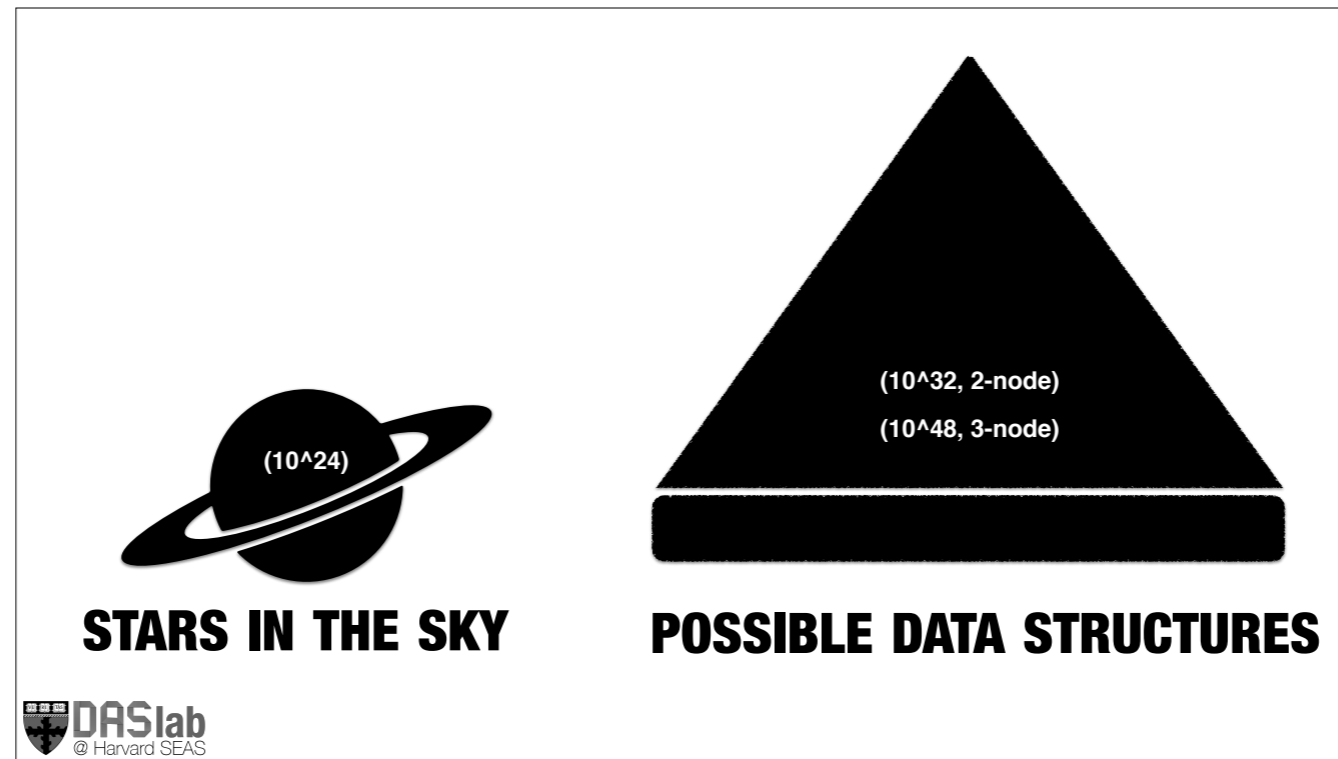 (10^24)
STARS IN THE SKY
(10^32, 2-node)
(10^48, 3-node)
POSSIBLE DATA STRUCTURES
DASlab
@ Harvard SEAS